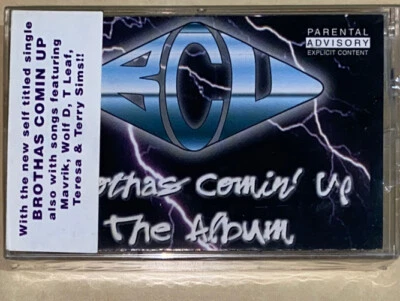 With the new self titled single
BROTHAS COMIN UP
also with songs featuring
Mavrik, Wolf D, T Leaf,
Teresa & Terry Sims!!
PARENTAL
ADVISORY
EXPLICIT CONTENT
BCU
othas Comin' Up
The Album